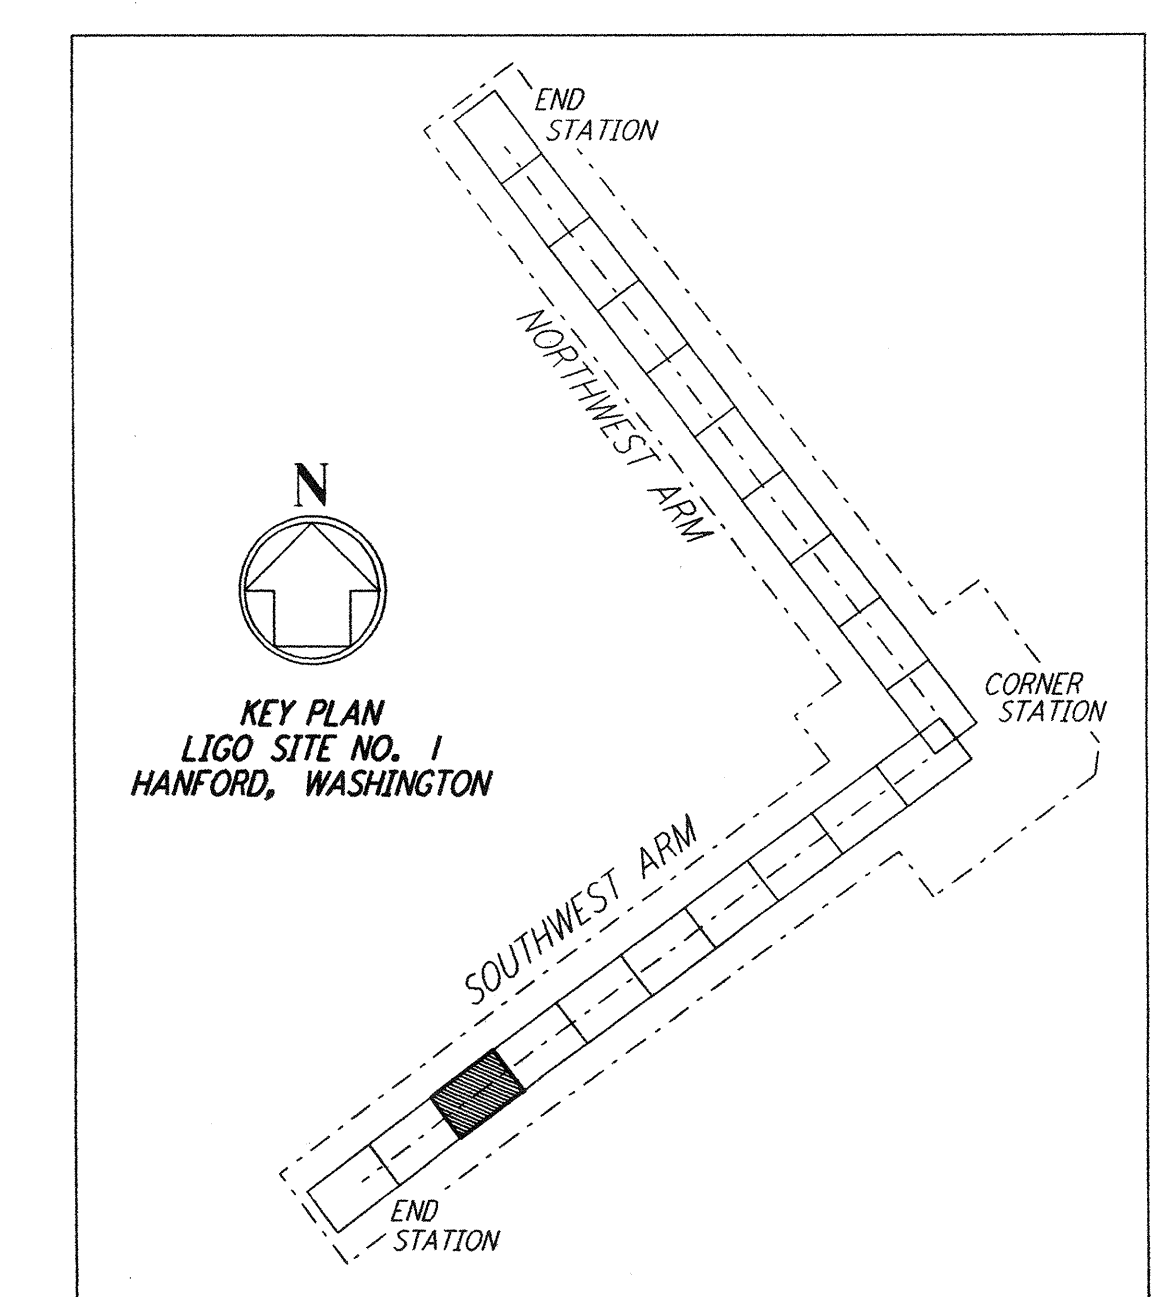 END
STATION
NORTHWEST ARM
N
KEY PLAN
LIGO SITE NO. 1
HANFORD, WASHINGTON
CORNER
STATION
SOUTHWEST ARM
END
STATION